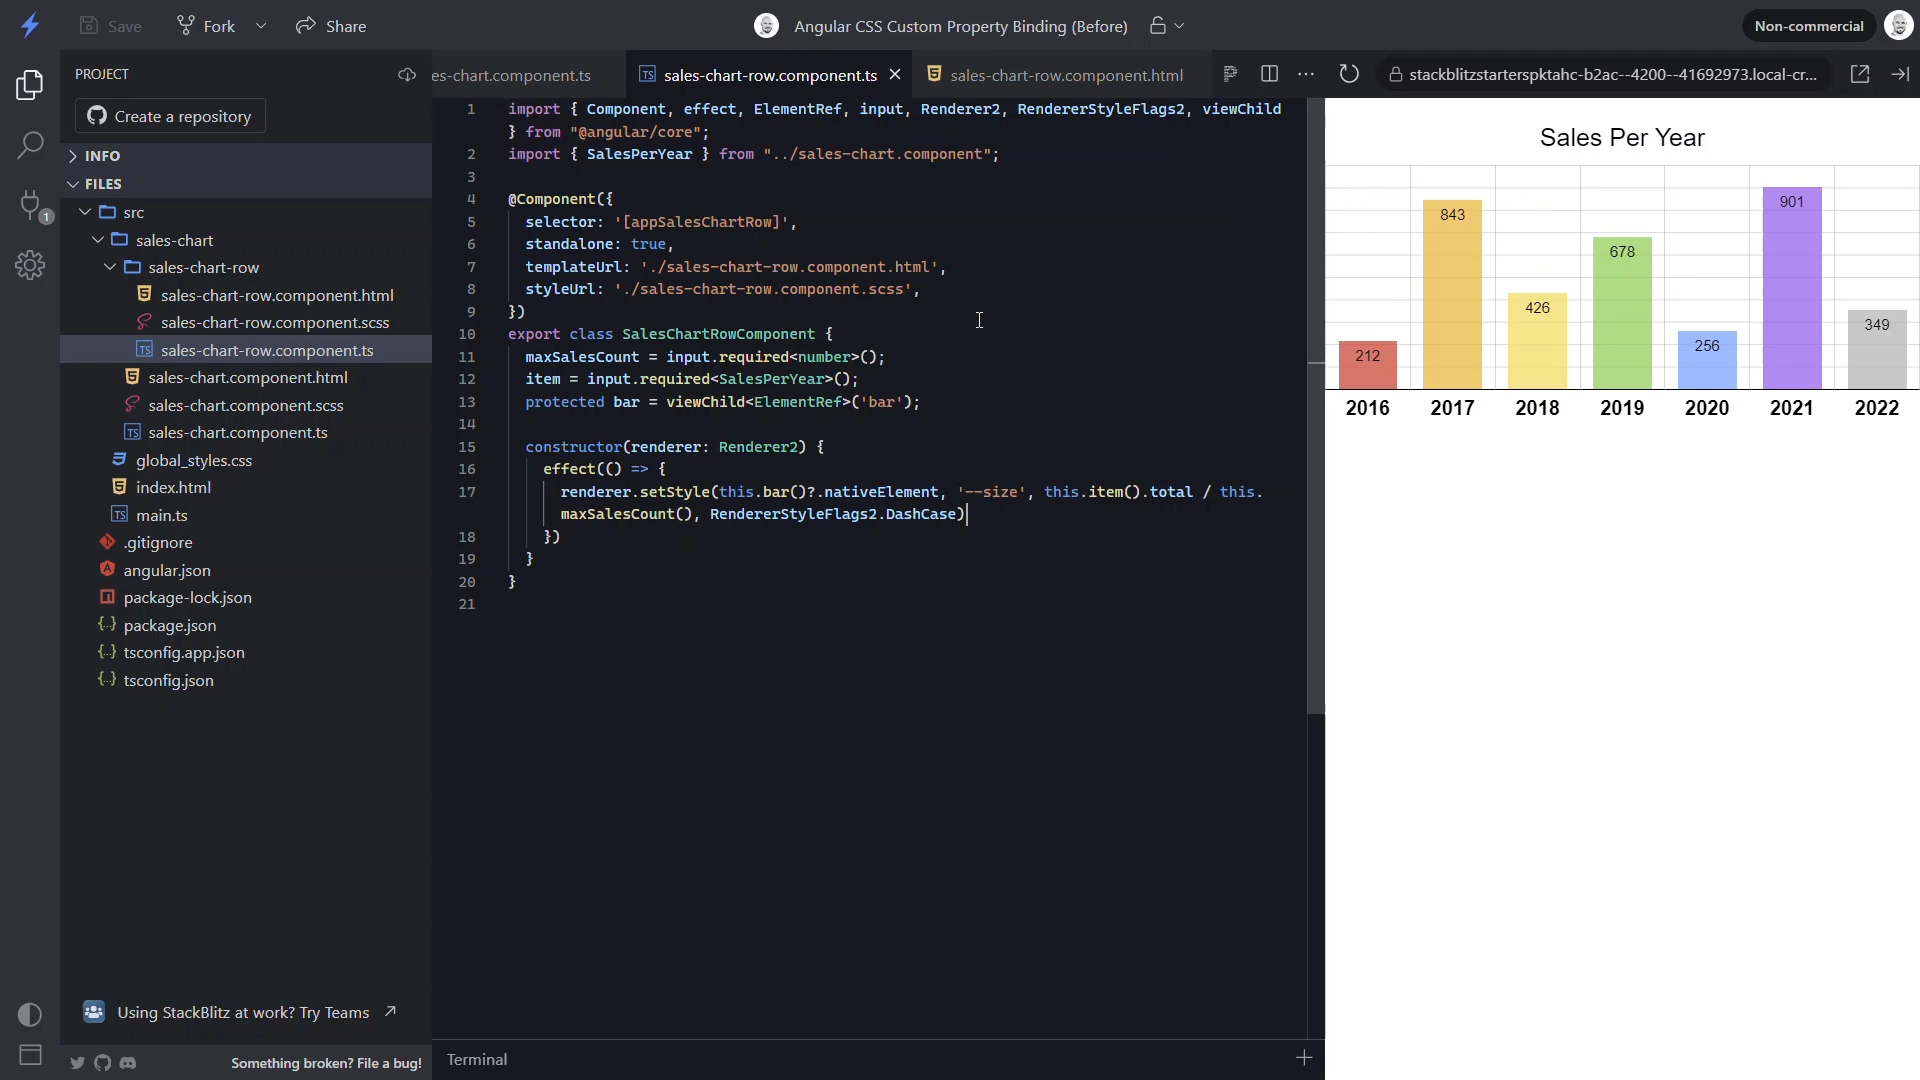 Save
Fork
Share
Angular CSS Custom Property Binding (Before)
Non-commercial
PROJECT
Create a repository
INFO
FILES
src
sales-chart
sales-chart-row
sales-chart-row.component.html
sales-chart-row.component.scss
sales-chart-row.component.ts
sales-chart.component.html
sales-chart.component.scss
sales-chart.component.ts
global_styles.css
index.html
main.ts
.gitignore
angular.json
package-lock.json
package.json
tsconfig.app.json
tsconfig.json
1
Using StackBlitz at work? Try Teams
Something broken? File a bug!
es-chart.component.ts
sales-chart-row.component.ts
sales-chart-row.component.html
1 import { Component, effect, ElementRef, input, Renderer2, RendererStyleFlags2, viewChild
} from "@angular/core";
2 import { SalesPerYear } from "../sales-chart.component";
3
4 @Component({
5 selector: '[appSalesChartRow]',
6 standalone: true,
7 templateUrl: './sales-chart-row.component.html',
8 styleUrl: './sales-chart-row.component.scss',
9 })
10 export class SalesChartRowComponent {
11 maxSalesCount = input.required<number>();
12 item = input.required<SalesPerYear>();
13 protected bar = viewChild<ElementRef>('bar');
14
15 constructor(renderer: Renderer2) {
16 effect(() => {
17 renderer.setStyle(this.bar()?.nativeElement, '--size', this.item().total / this.
maxSalesCount(), RendererStyleFlags2.DashCase)
18 })
19 }
20 }
21
Terminal
stackblitzstarterspktahc-b2ac--4200--41692973.local-cr...
Sales Per Year
212
843
426
678
256
901
349
2016 2017 2018 2019 2020 2021 2022